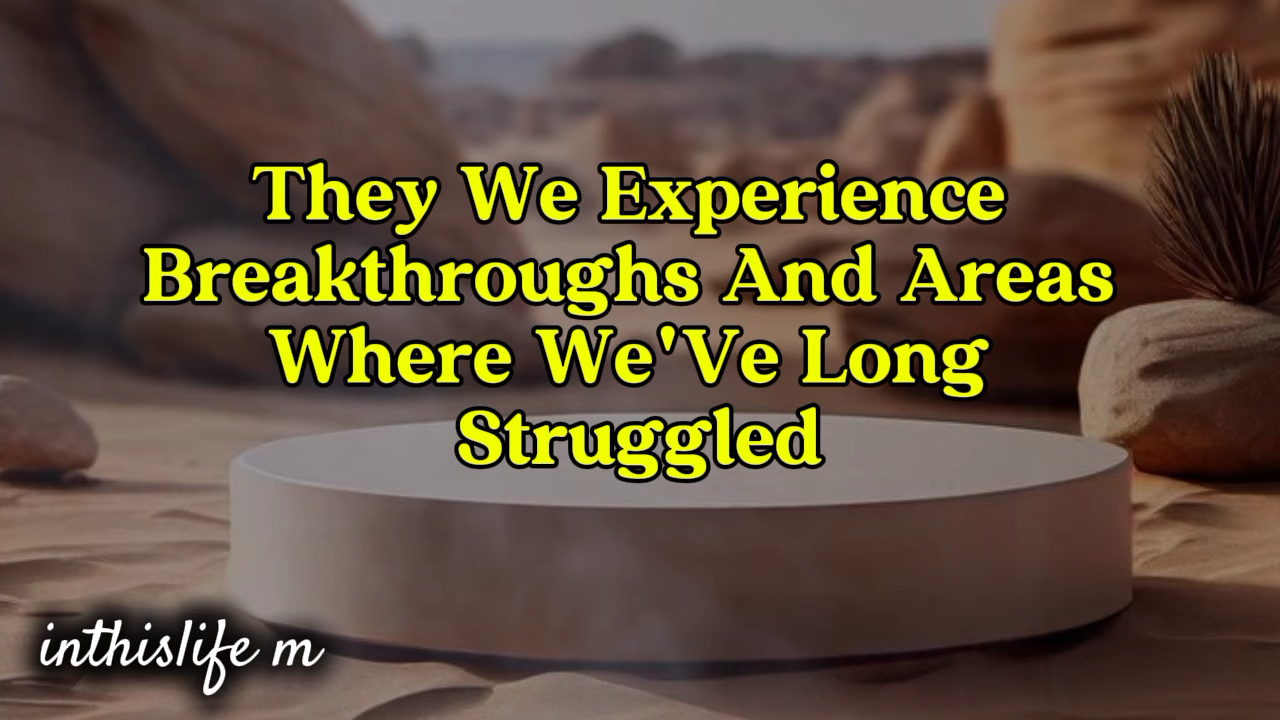 They We Experience
Breakthroughs And Areas
Where We'Ve Long
Struggled
inthislife m